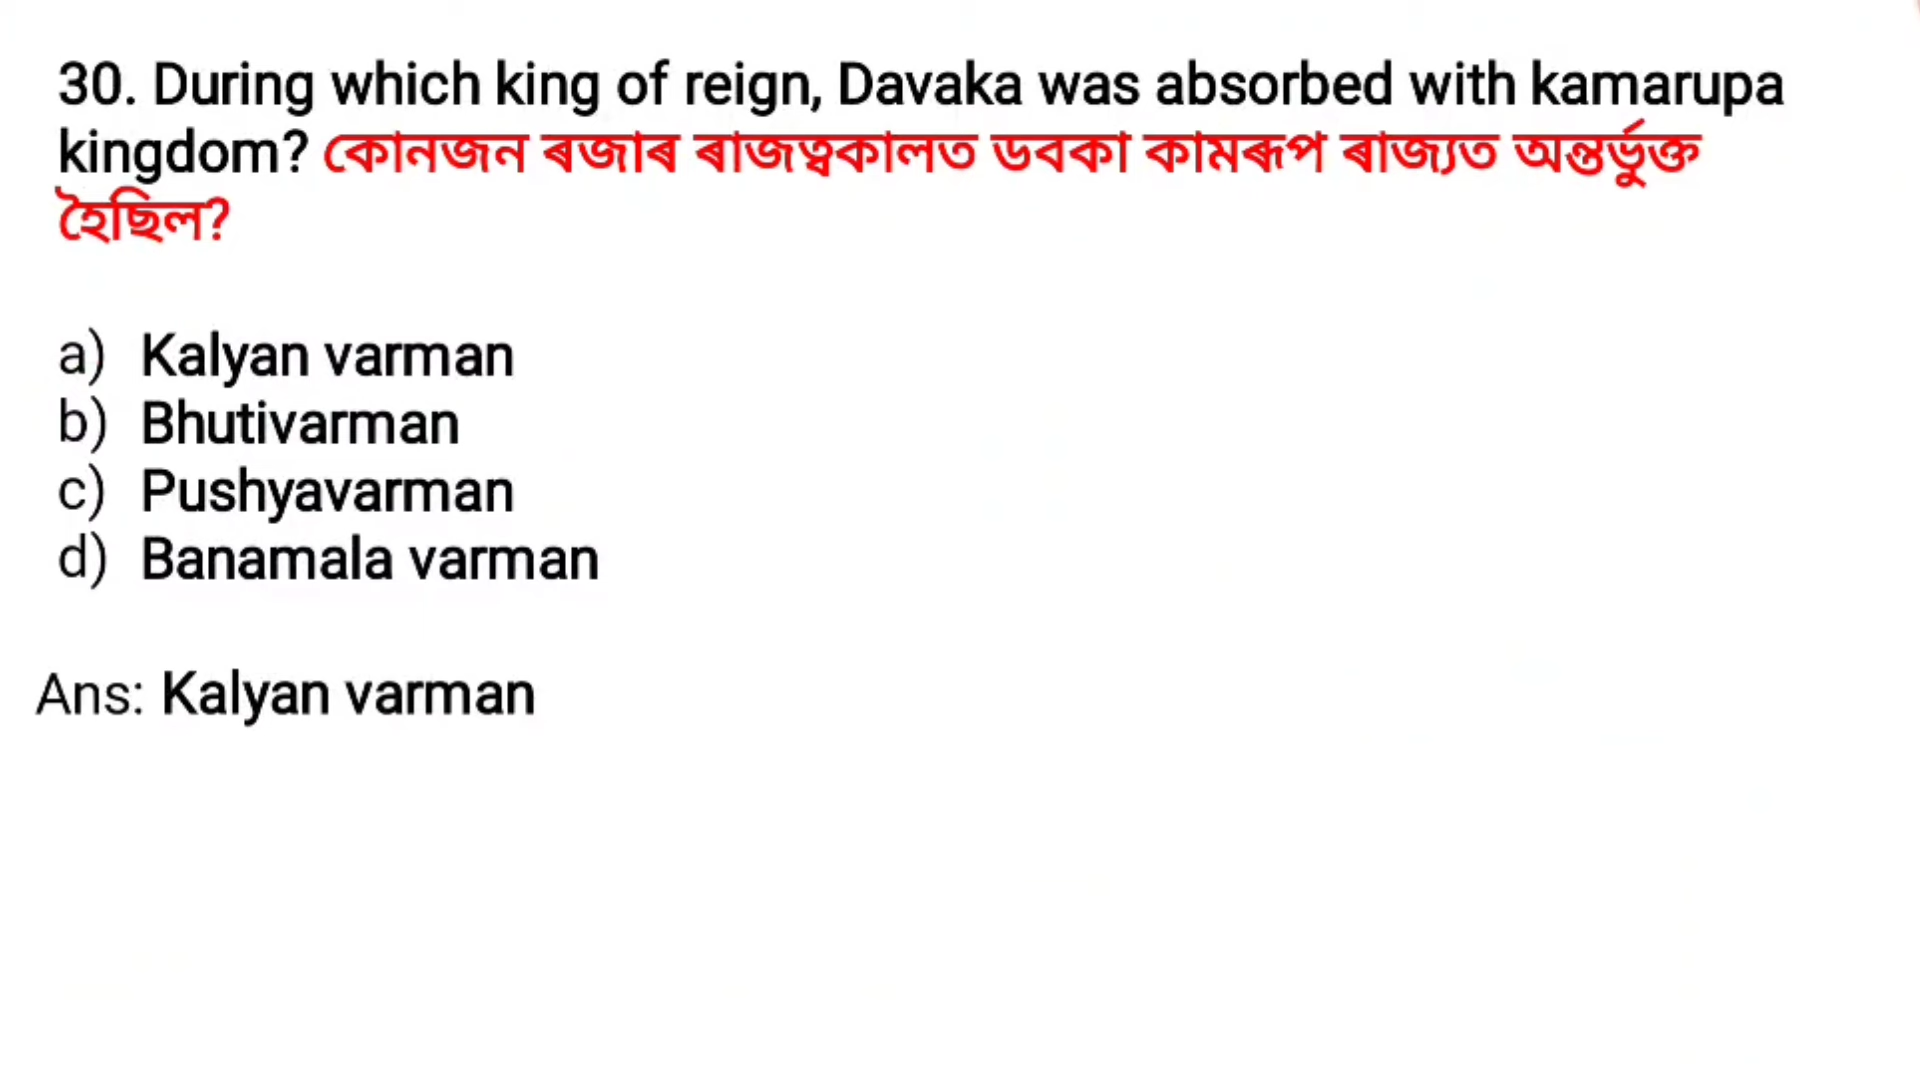 30. During which king of reign, Davaka was absorbed with kamarupa
kingdom? কোনজন ৰজাৰ ৰাজত্বকালত ডবকা কামৰূপ ৰাজ্যত অন্তৰ্ভুক্ত
হৈছিল?
a) Kalyan varman
b) Bhutivarman
c) Pushyavarman
d) Banamala varman
Ans: Kalyan varman